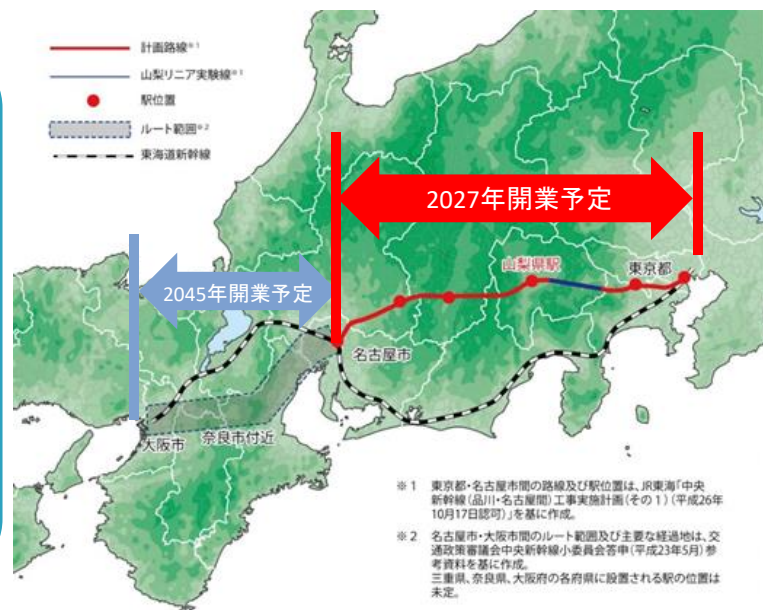 計画路線※1
山梨リニア実験線※1
駅位置
ルート範囲※2
東海道新幹線
2027年開業予定
2045年開業予定
山梨県駅
東京都
名古屋市
大阪市
奈良市付近
※1 東京都・名古屋市間の路線及び駅位置は、JR東海「中央
新幹線(品川・名古屋間)工事実施計画(その1)(平成26年
10月17日認可)」を基に作成。
※2 名古屋市・大阪市間のルート範囲及び主要な経過地は、交
通政策審議会中央新幹線小委員会答申(平成23年5月)参
考資料を基に作成。
三重県、奈良県、大阪府の各府県に設置される駅の位置は
未定。